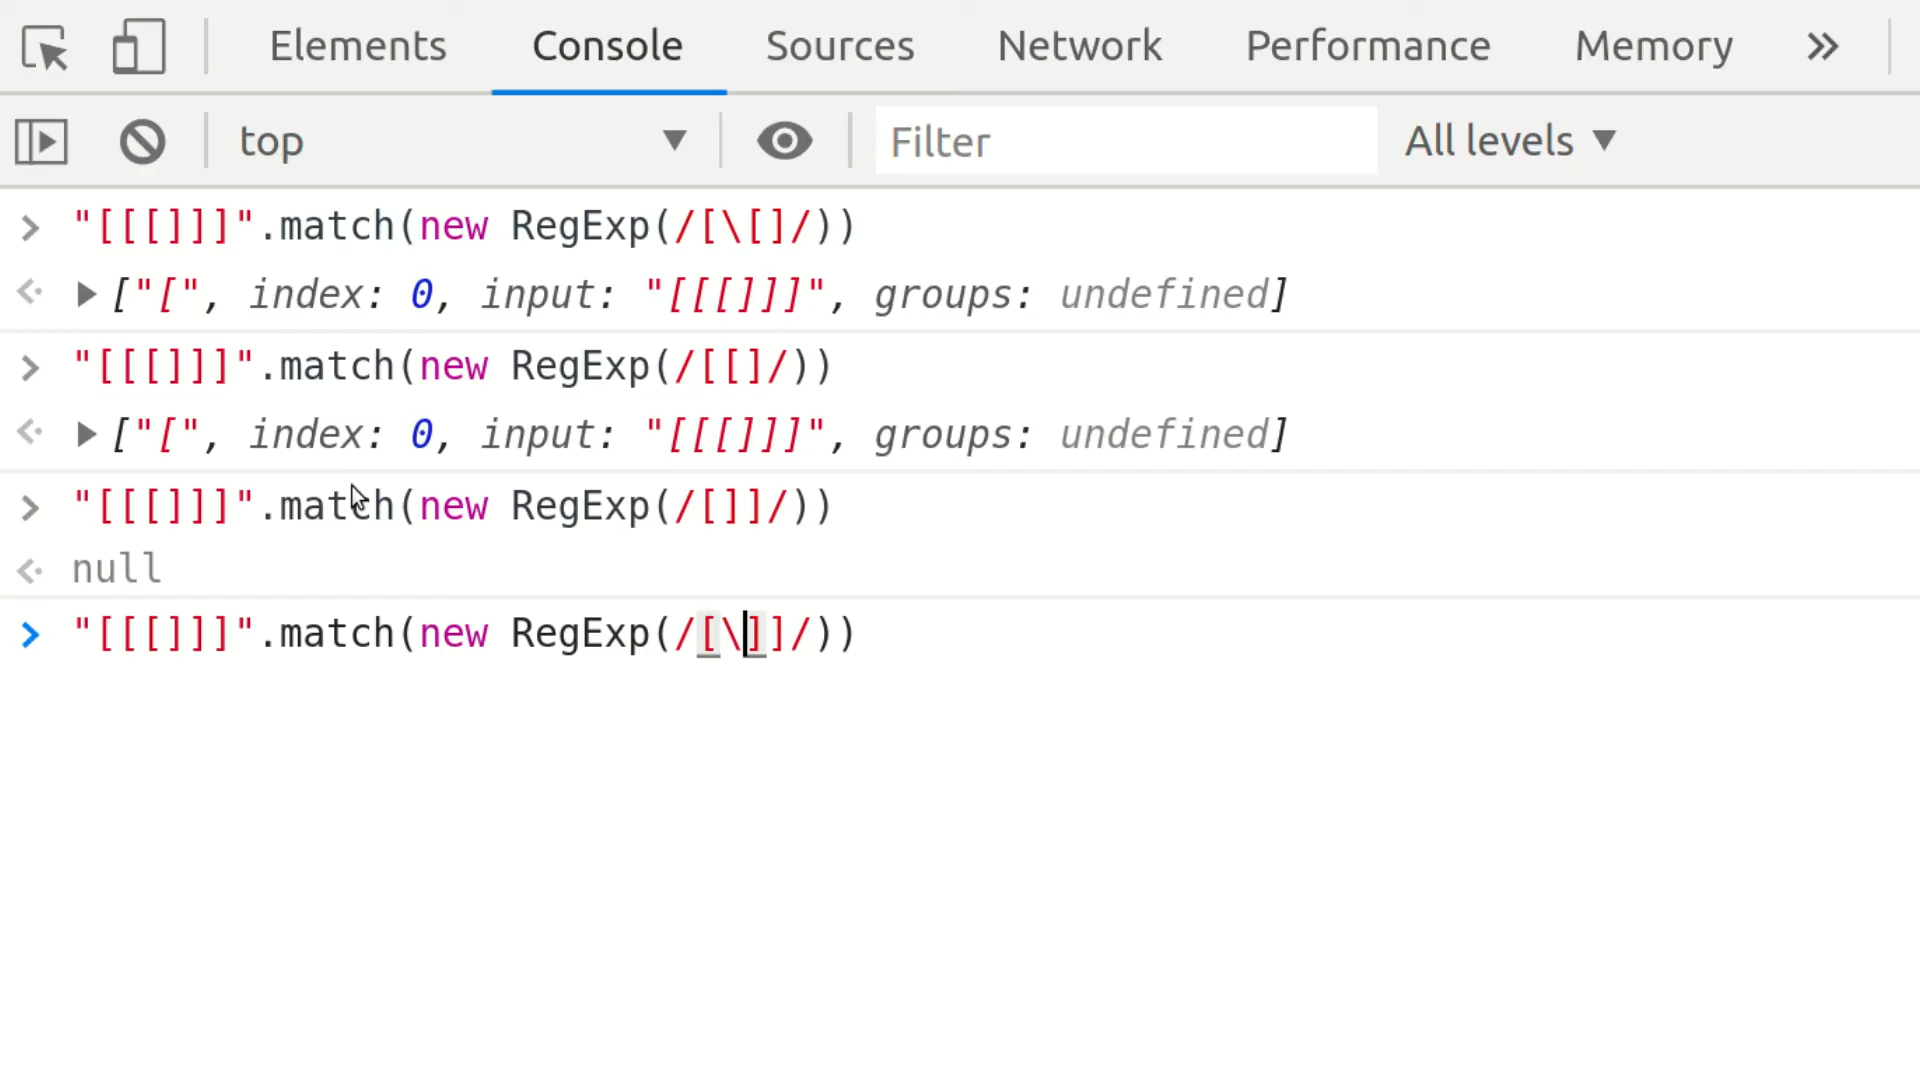 Elements Console Sources Network Performance Memory »
top ▼ Filter All levels ▼
> "[[[]]]".match(new RegExp(/[\[]/))
<· ▶ ["[", index: 0, input: "[[[]]]", groups: undefined]
> "[[[]]]".match(new RegExp(/[[]/))
<· ▶ ["[", index: 0, input: "[[[]]]", groups: undefined]
> "[[[]]]".match(new RegExp(/[]]/))
<· null
> "[[[]]]".match(new RegExp(/[\]]/))